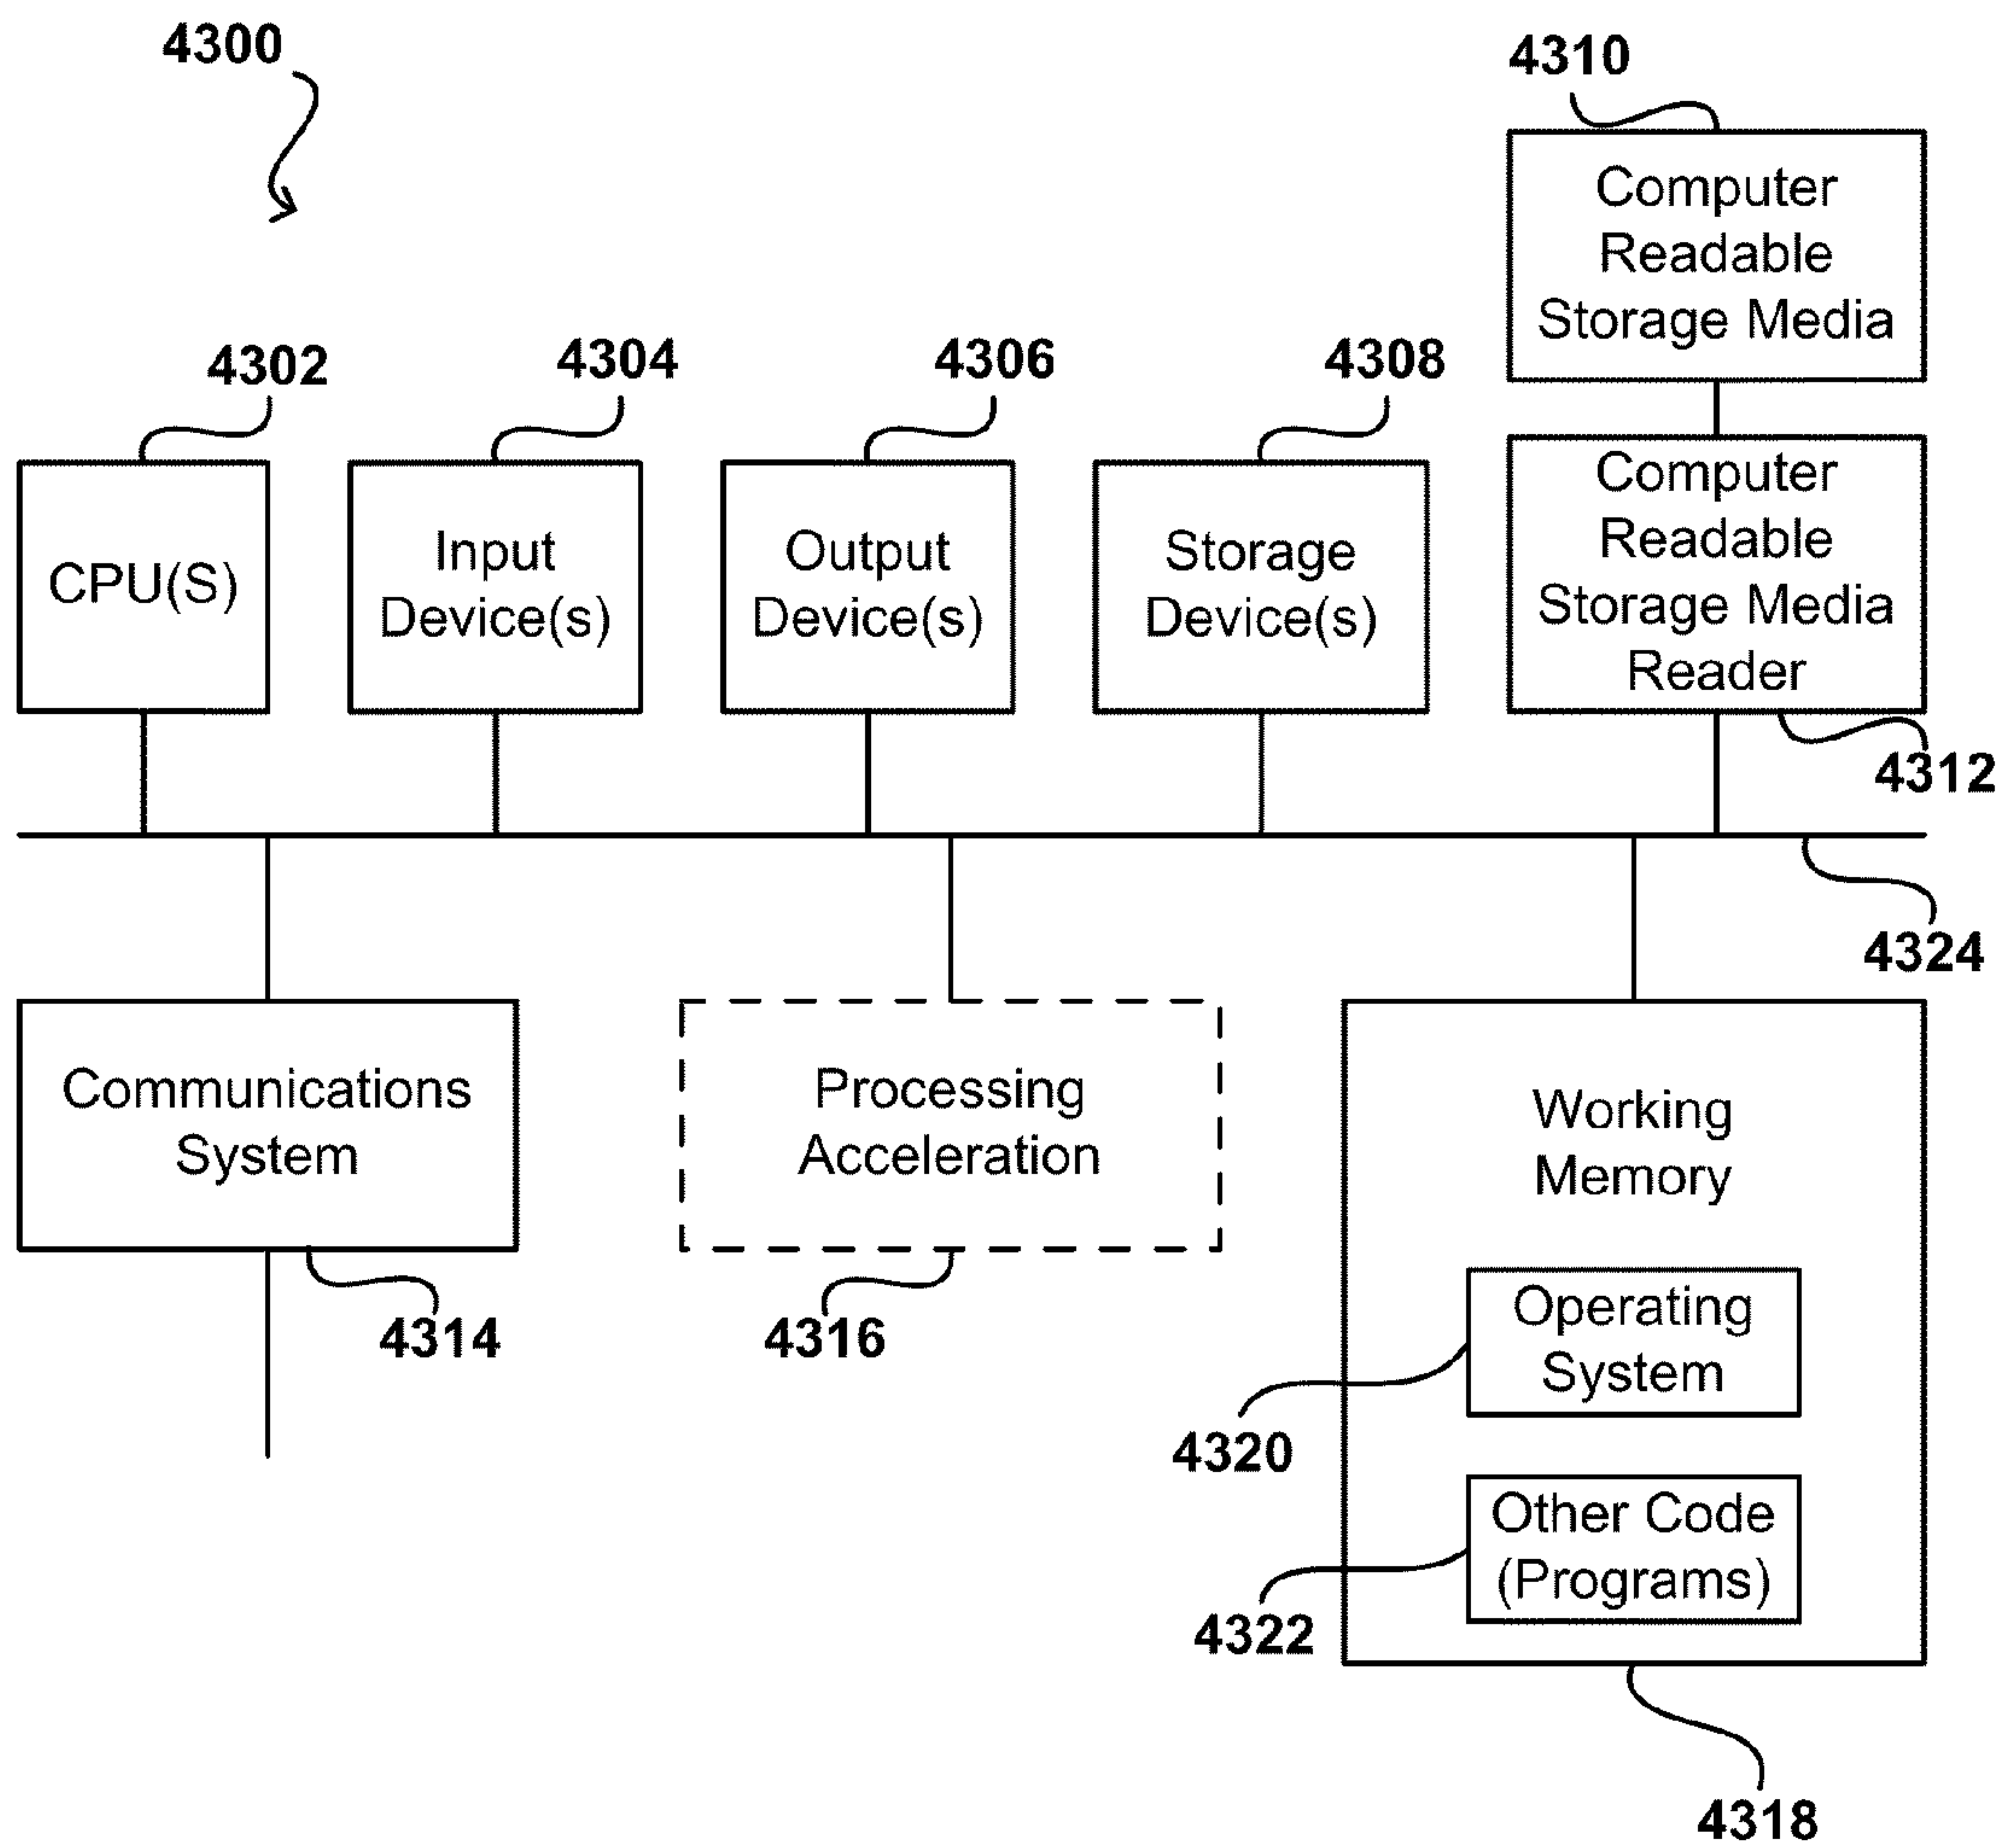 4300
4310
Computer
Readable
Storage Media
4302
4304
4306
4308
CPU(S)
Input
Device(s)
Output
Device(s)
Storage
Device(s)
Computer
Readable
Storage Media
Reader
4312
4324
Communications
System
4314
Processing
Acceleration
4316
Working
Memory
Operating
System
4320
Other Code
(Programs)
4322
4318